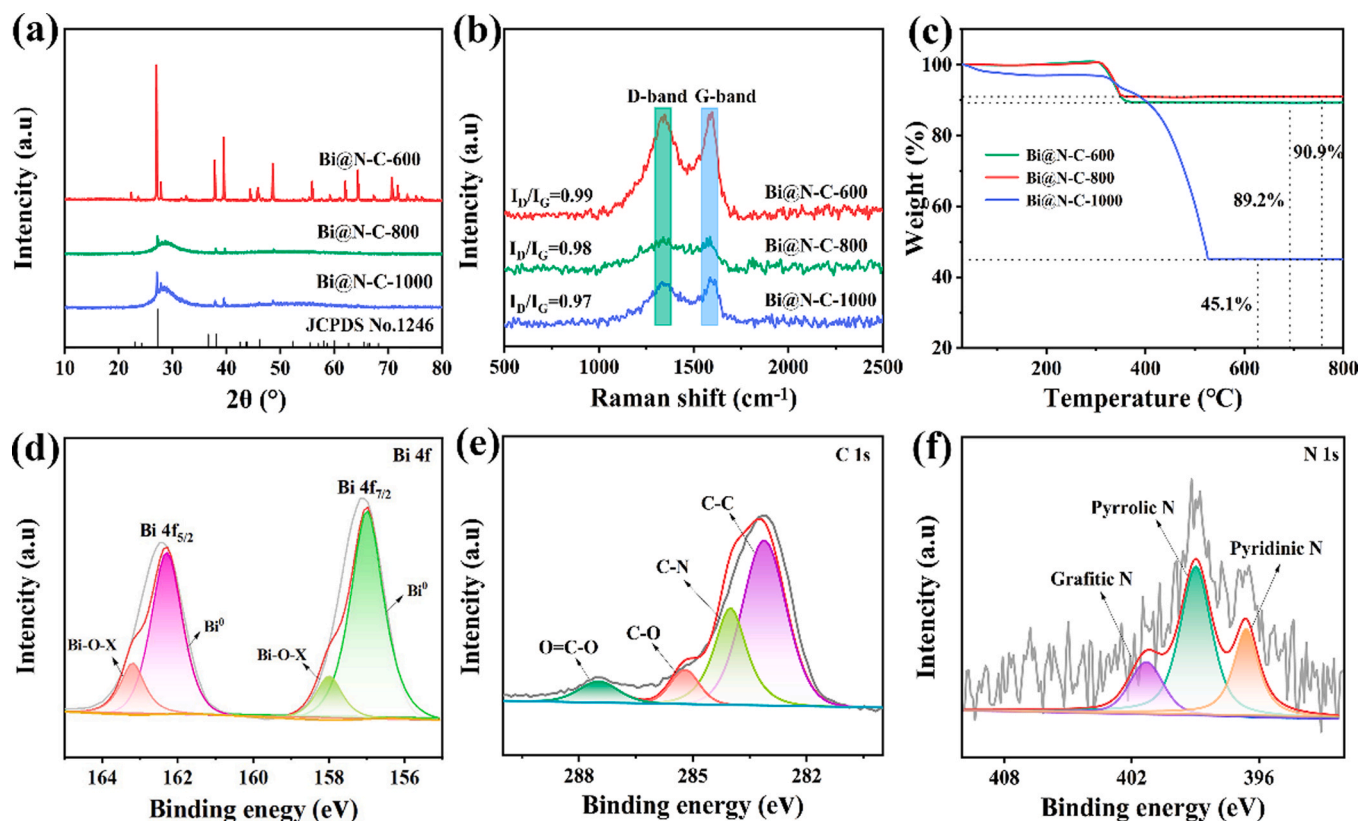 (a)
Intencity (a.u)
Bi@N-C-600
Bi@N-C-800
Bi@N-C-1000
JCPDS No.1246
10 20 30 40 50 60 70 80
2θ (°)
(b)
Intencity (a.u)
D-band G-band
I_D/I_G=0.99 Bi@N-C-600
I_D/I_G=0.98 Bi@N-C-800
I_D/I_G=0.97 Bi@N-C-1000
500 1000 1500 2000 2500
Raman shift (cm⁻¹)
(c)
Weight (%)
100
80
60
40
20
Bi@N-C-600
Bi@N-C-800
Bi@N-C-1000
90.9%
89.2%
45.1%
200 400 600 800
Temperature (°C)
(d)
Intencity (a.u)
Bi 4f
Bi 4f7/2
Bi 4f5/2
Bi⁰
Bi⁰
Bi-O-X
Bi-O-X
164 162 160 158 156
Binding enegy (eV)
(e)
Intencity (a.u)
C 1s
C-C
C-N
C-O
O=C-O
288 285 282
Binding energy (eV)
(f)
Intencity (a.u)
N 1s
Pyrrolic N
Pyridinic N
Grafitic N
408 402 396
Binding energy (eV)